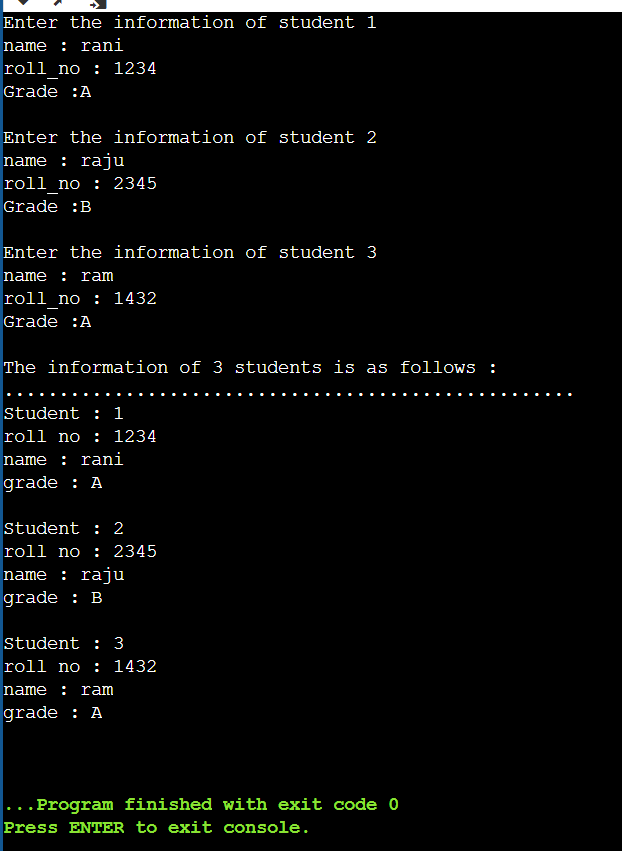 Enter the information of student 1
name : rani
roll_no : 1234
Grade :A
Enter the information of student 2
name : raju
roll_no : 2345
Grade :B
Enter the information of student 3
name : ram
roll_no : 1432
Grade :A
The information of 3 students is as follows :
....................................................
Student : 1
roll no : 1234
name : rani
grade : A
Student : 2
roll no : 2345
name : raju
grade : B
Student : 3
roll no : 1432
name : ram
grade : A
...Program finished with exit code 0
Press ENTER to exit console.